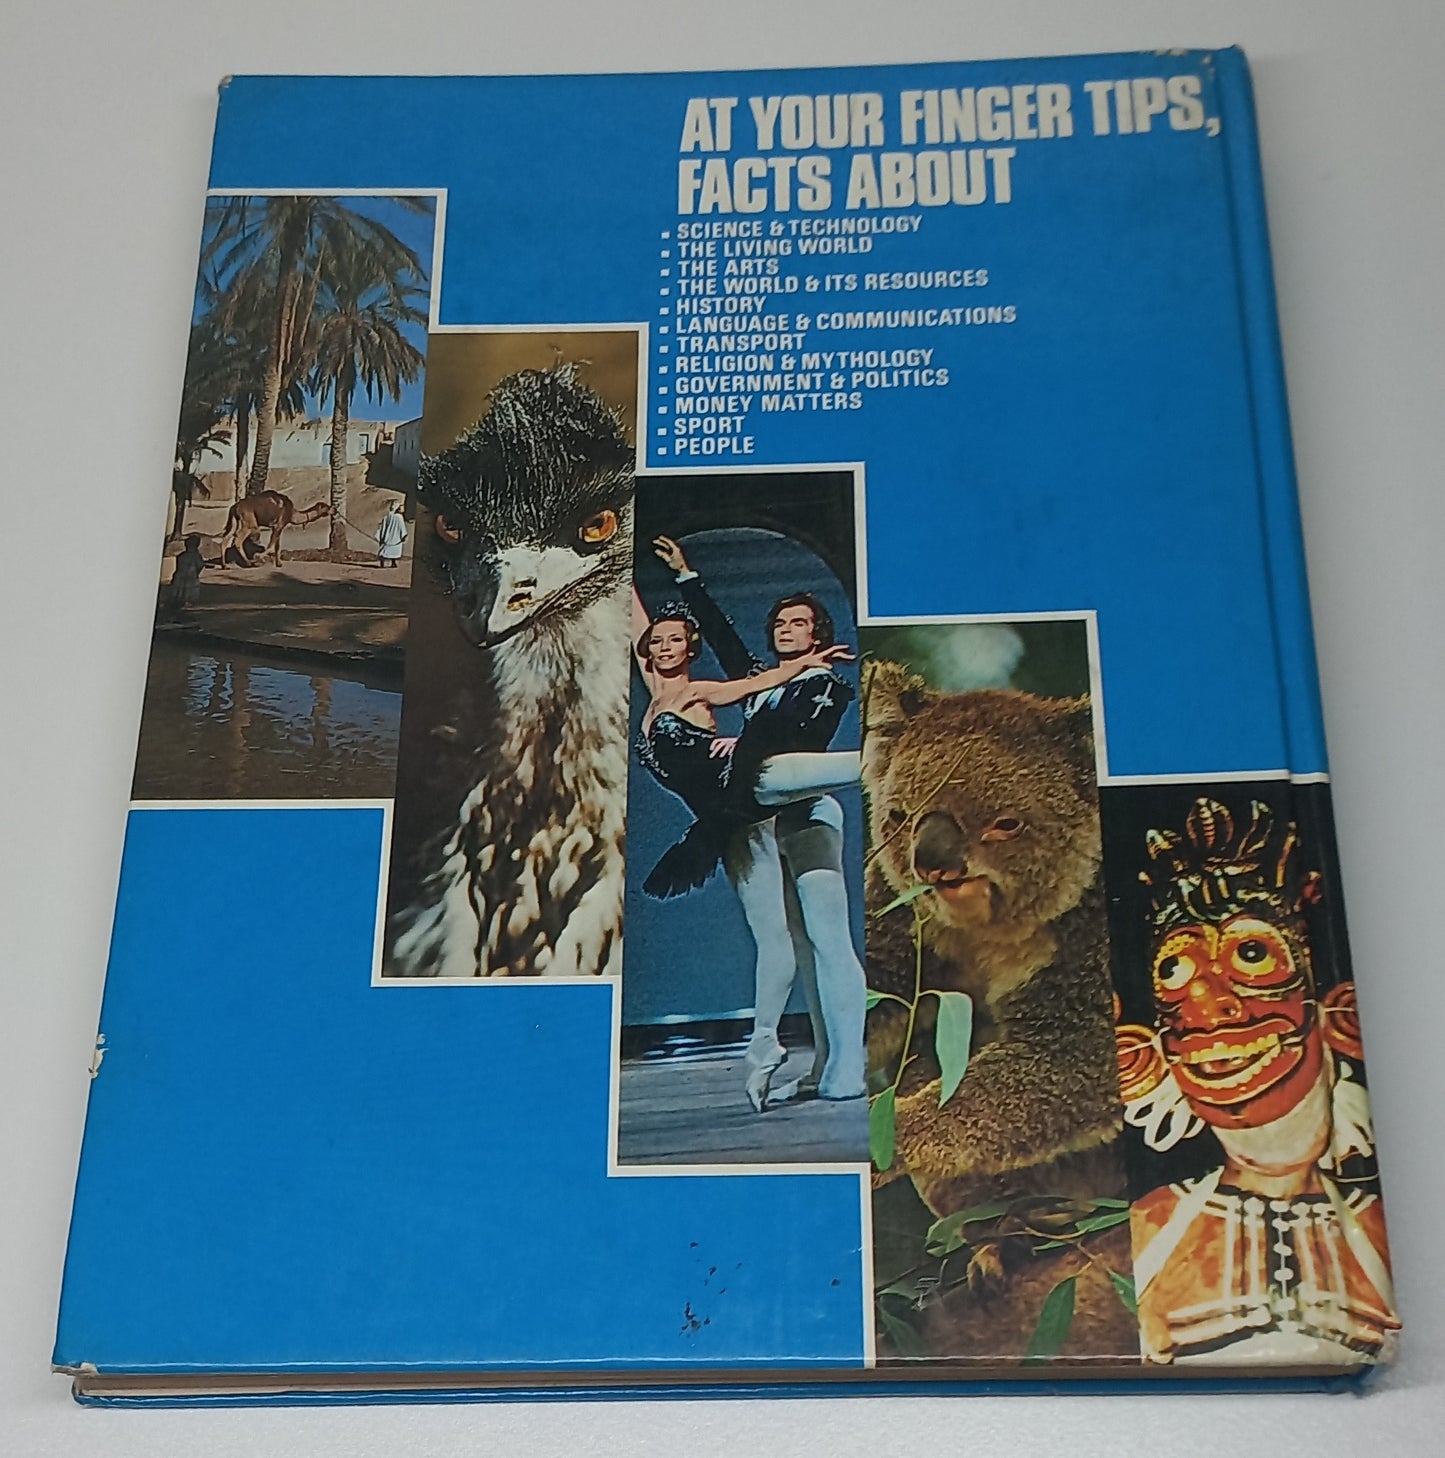 AT YOUR FINGER TIPS,
FACTS ABOUT
▪ SCIENCE & TECHNOLOGY
▪ THE LIVING WORLD
▪ THE ARTS
▪ THE WORLD & ITS RESOURCES
▪ HISTORY
▪ LANGUAGE & COMMUNICATIONS
▪ TRANSPORT
▪ RELIGION & MYTHOLOGY
▪ GOVERNMENT & POLITICS
▪ MONEY MATTERS
▪ SPORT
▪ PEOPLE